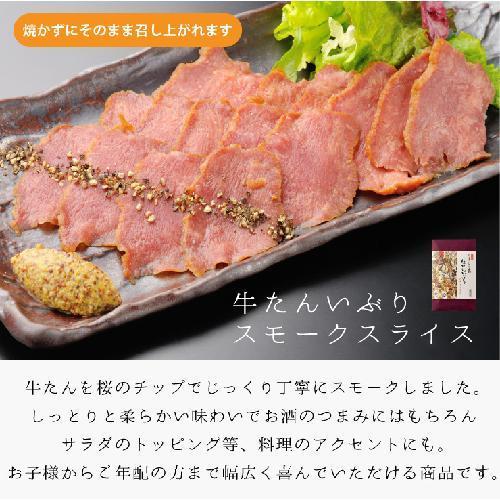 焼かずにそのまま召し上がれます
牛たんいぶり
スモークスライス
牛たんを桜のチップでじっくり丁寧にスモークしました。
しっとりと柔らかい味わいでお酒のつまみにはもちろん
サラダのトッピング等、料理のアクセントにも。
お子様からご年配の方まで幅広く喜んでいただける商品です。